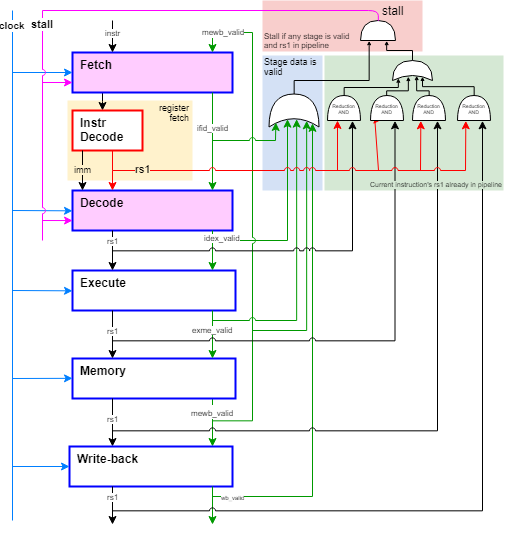 stall
clock stall
instr
mewb_valid
Stall if any stage is valid
and rs1 in pipeline
Fetch
Stage data is
valid
register
fetch
Instr
Decode
ifid_valid
Reduction
AND
Reduction
AND
Reduction
AND
Reduction
AND
imm
rs1
Current instruction's rs1 already in pipeline
Decode
rs1
idex_valid
Execute
rs1
exme_valid
Memory
rs1
mewb_valid
Write-back
rs1
wb_valid